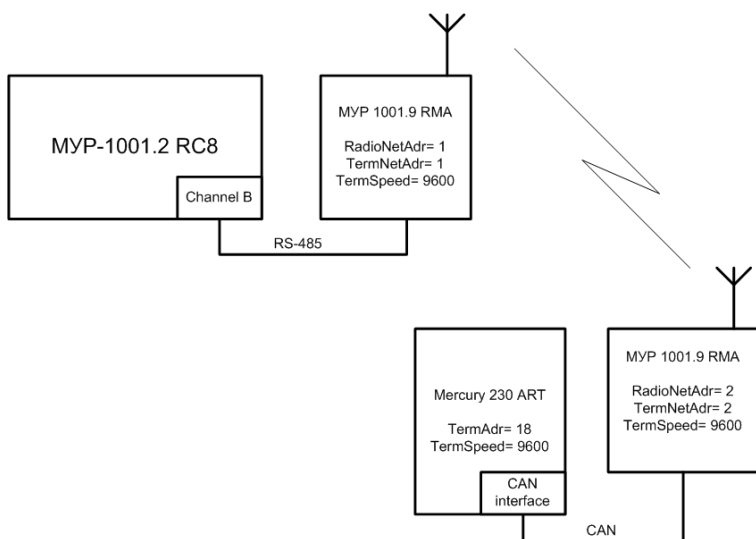 МУР-1001.2 RC8
Channel B
RS-485
МУР 1001.9 RMA
RadioNetAdr= 1
TermNetAdr= 1
TermSpeed= 9600
Mercury 230 ART
TermAdr= 18
TermSpeed= 9600
CAN
interface
CAN
МУР 1001.9 RMA
RadioNetAdr= 2
TermNetAdr= 2
TermSpeed= 9600